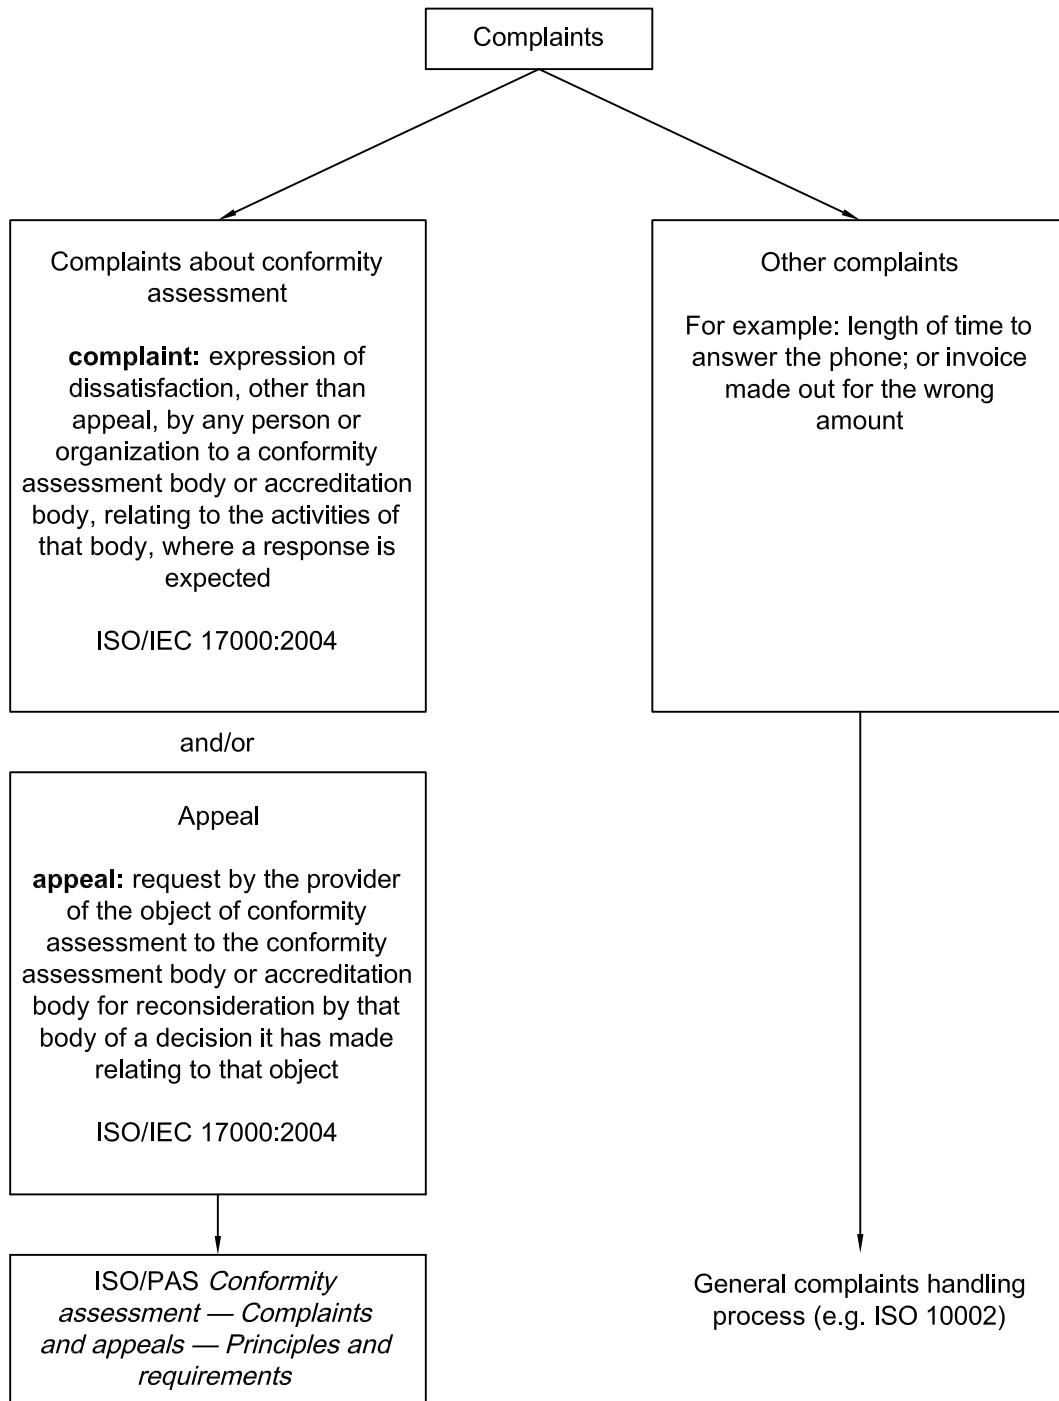 Complaints
Complaints about conformity
assessment
complaint: expression of
dissatisfaction, other than
appeal, by any person or
organization to a conformity
assessment body or accreditation
body, relating to the activities of
that body, where a response is
expected
ISO/IEC 17000:2004
and/or
Appeal
appeal: request by the provider
of the object of conformity
assessment to the conformity
assessment body or accreditation
body for reconsideration by that
body of a decision it has made
relating to that object
ISO/IEC 17000:2004
ISO/PAS Conformity
assessment — Complaints
and appeals — Principles and
requirements
Other complaints
For example: length of time to
answer the phone; or invoice
made out for the wrong
amount
General complaints handling
process (e.g. ISO 10002)